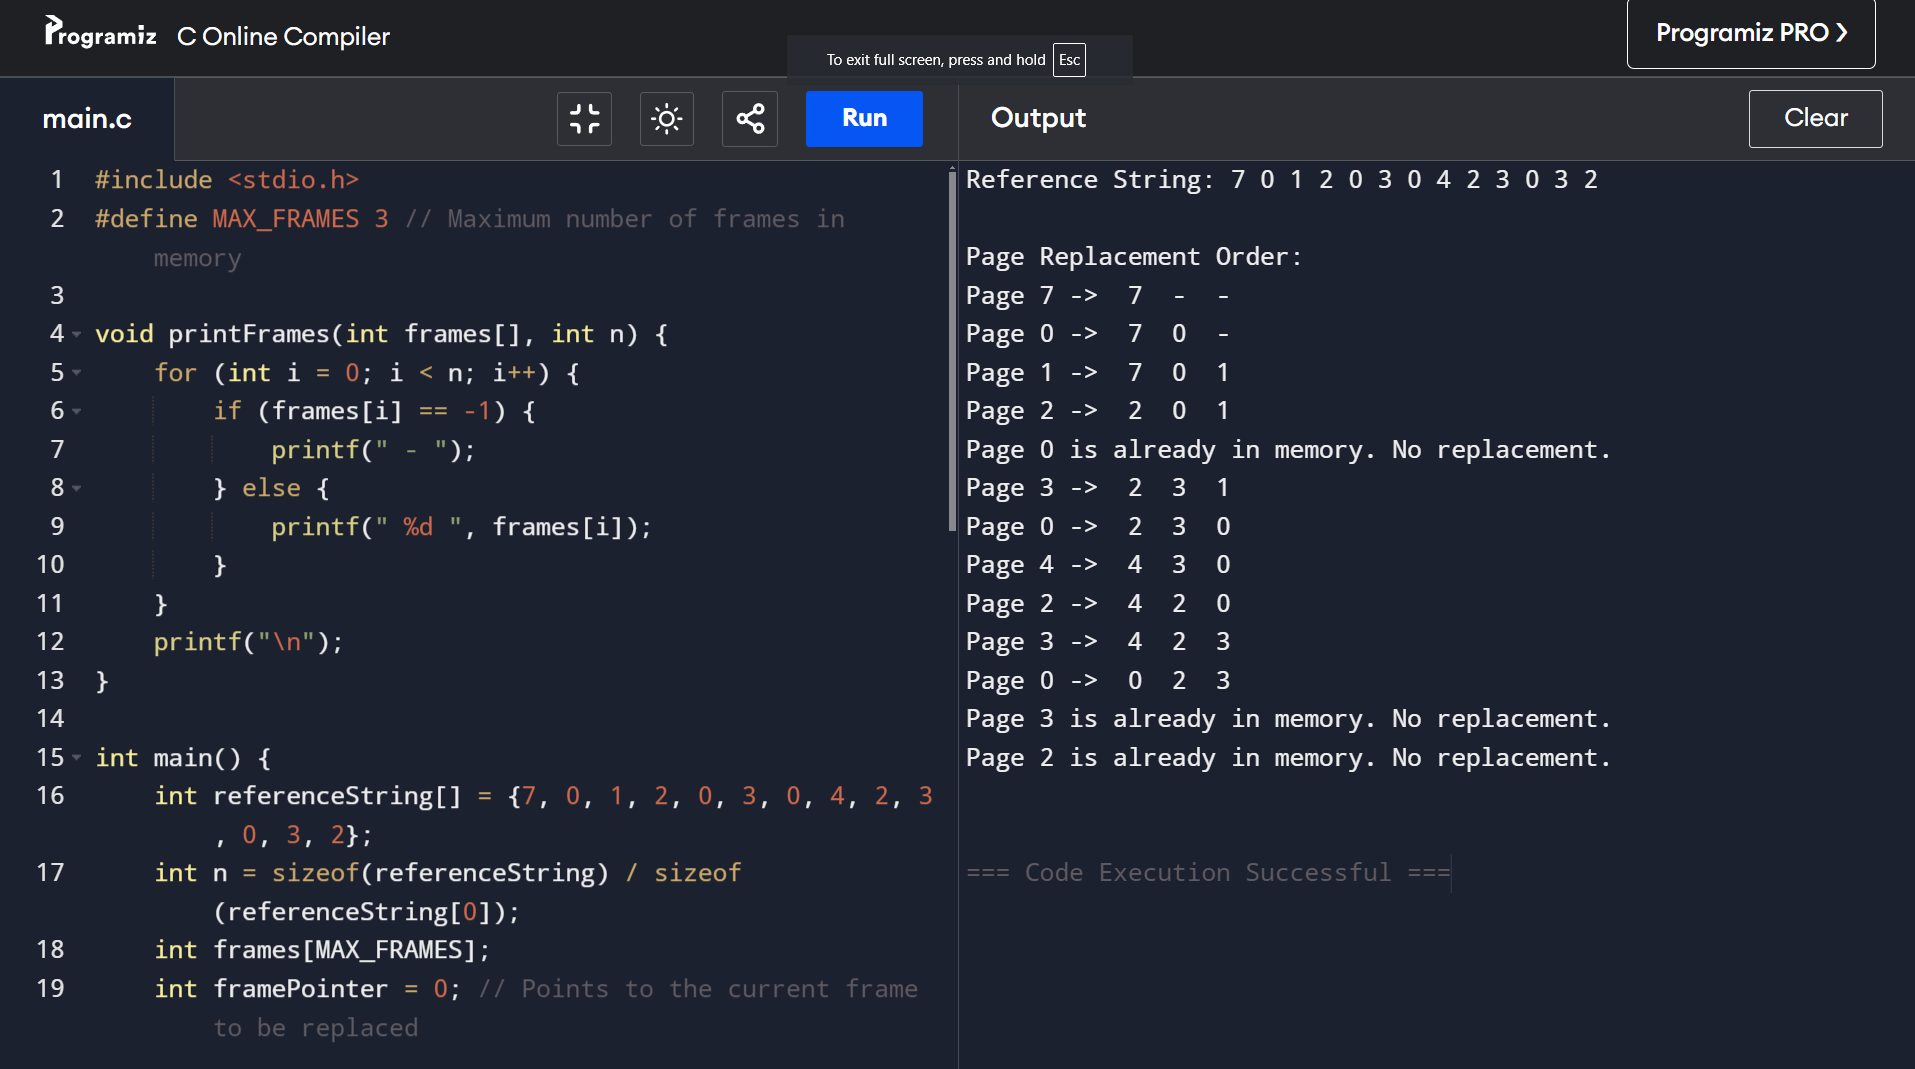 Programiz C Online Compiler
To exit full screen, press and hold Esc
Programiz PRO ❯
main.c
Run
Output
Clear
1 #include <stdio.h>
2 #define MAX_FRAMES 3 // Maximum number of frames in
memory
3
4 void printFrames(int frames[], int n) {
5     for (int i = 0; i < n; i++) {
6         if (frames[i] == -1) {
7             printf(" - ");
8         } else {
9             printf(" %d ", frames[i]);
10         }
11     }
12     printf("\n");
13 }
14
15 int main() {
16     int referenceString[] = {7, 0, 1, 2, 0, 3, 0, 4, 2, 3
, 0, 3, 2};
17     int n = sizeof(referenceString) / sizeof
(referenceString[0]);
18     int frames[MAX_FRAMES];
19     int framePointer = 0; // Points to the current frame
to be replaced
Reference String: 7 0 1 2 0 3 0 4 2 3 0 3 2
Page Replacement Order:
Page 7 ->  7  -  -
Page 0 ->  7  0  -
Page 1 ->  7  0  1
Page 2 ->  2  0  1
Page 0 is already in memory. No replacement.
Page 3 ->  2  3  1
Page 0 ->  2  3  0
Page 4 ->  4  3  0
Page 2 ->  4  2  0
Page 3 ->  4  2  3
Page 0 ->  0  2  3
Page 3 is already in memory. No replacement.
Page 2 is already in memory. No replacement.
=== Code Execution Successful ===